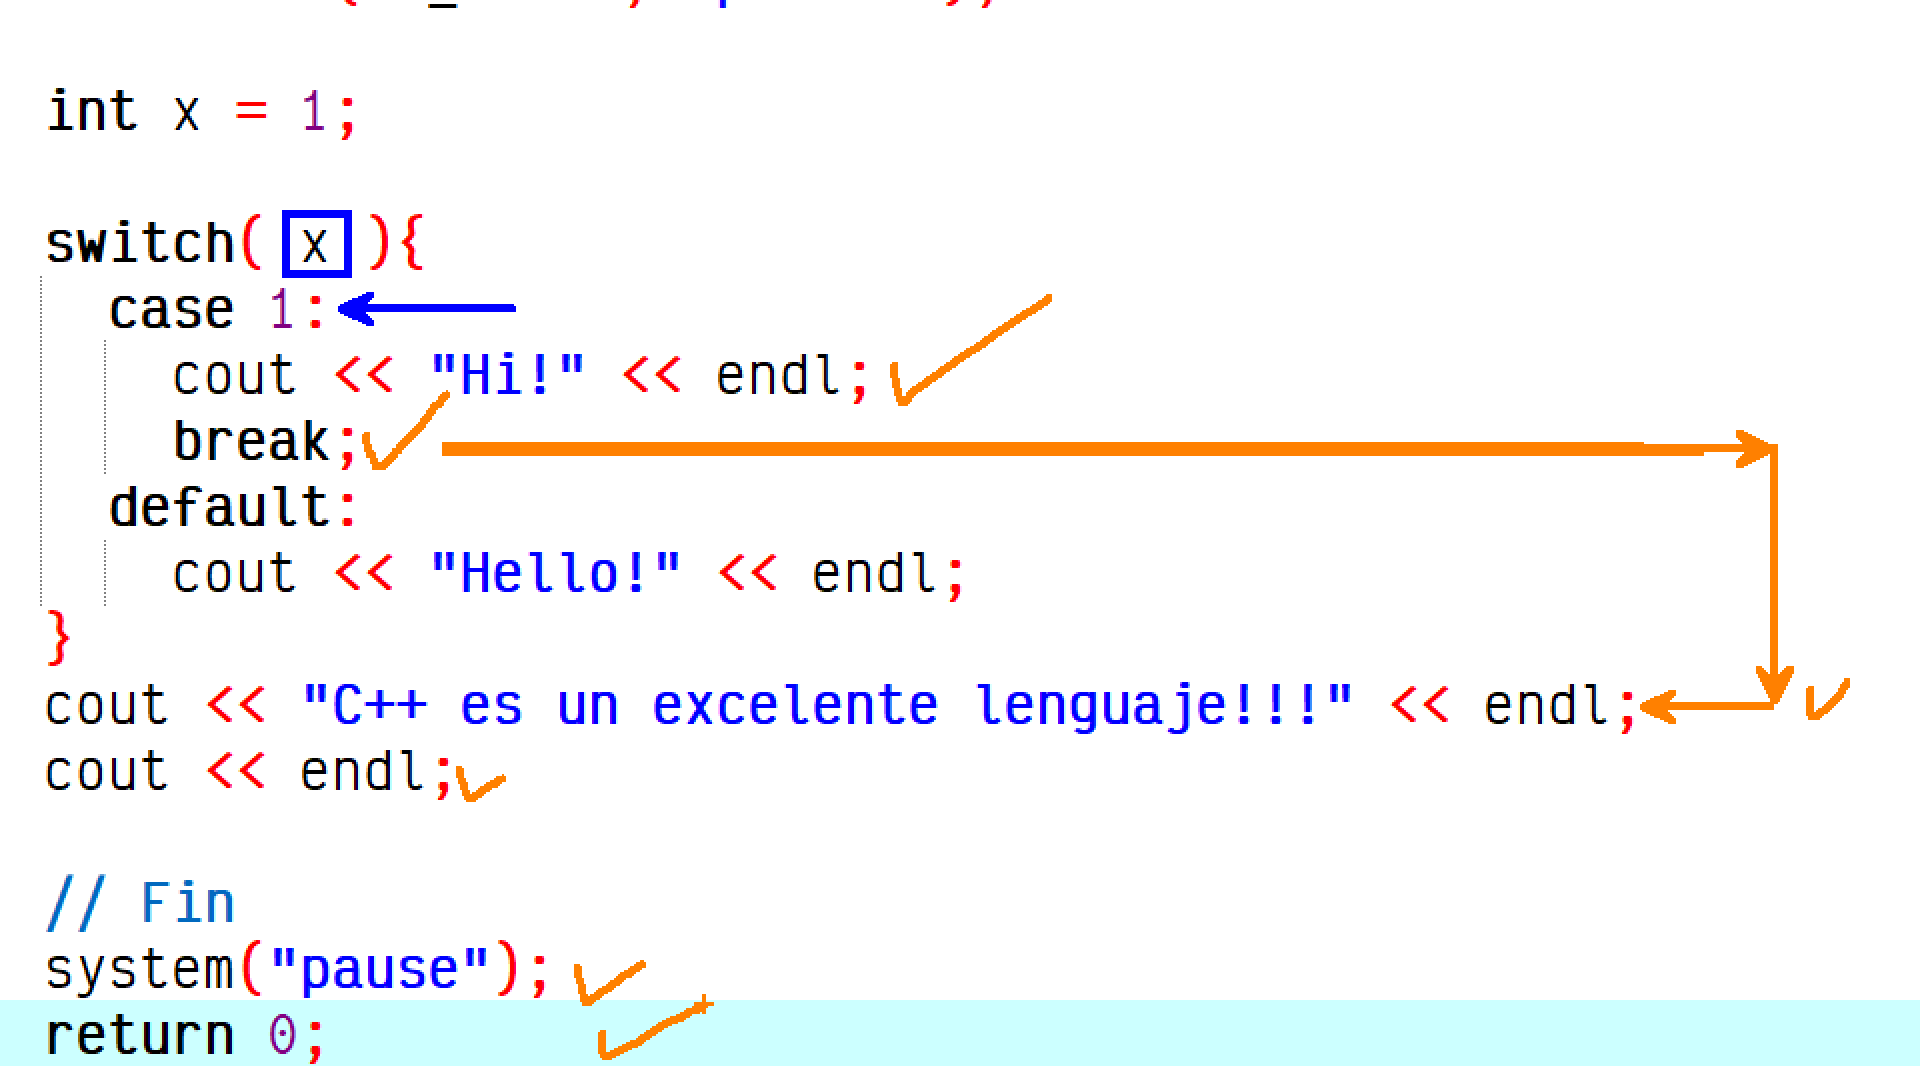 int x = 1;
switch( x ){
case 1:
cout << "Hi!" << endl;
break;
default:
cout << "Hello!" << endl;
}
cout << "C++ es un excelente lenguaje!!!" << endl;
cout << endl;
// Fin
system("pause");
return 0;